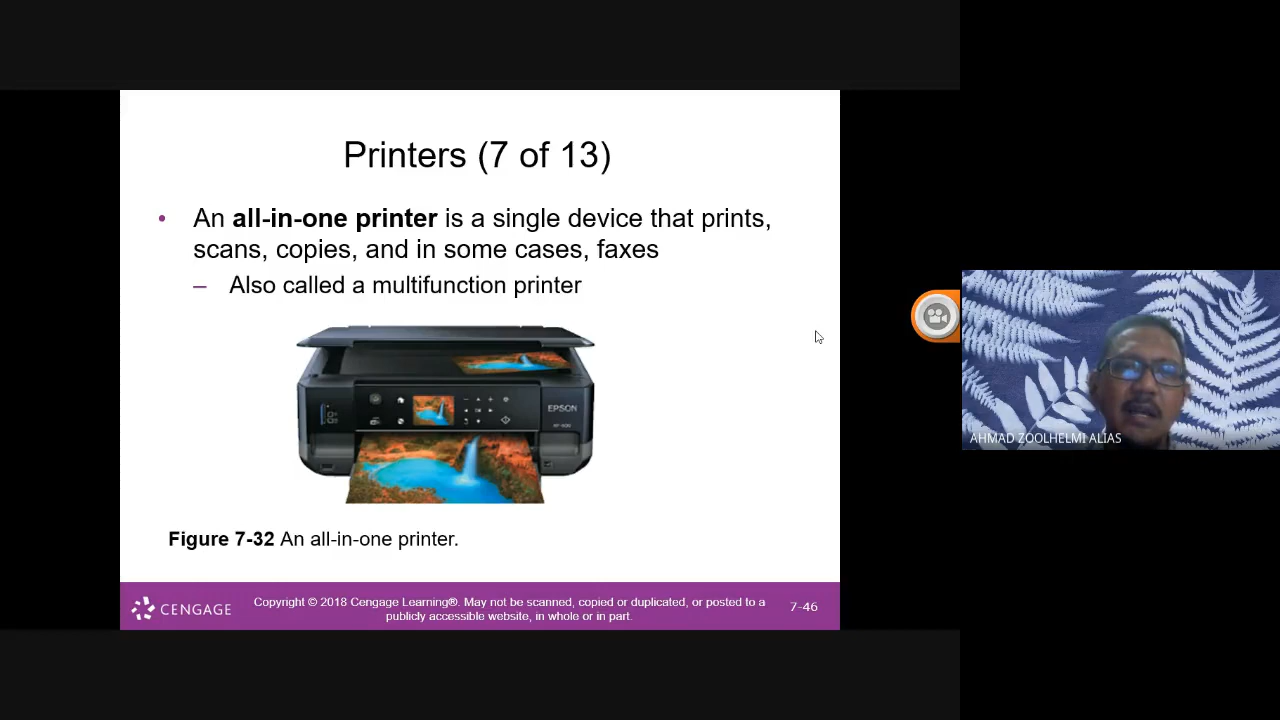 Printers (7 of 13)
• An all-in-one printer is a single device that prints,
scans, copies, and in some cases, faxes
– Also called a multifunction printer
EPSON
Figure 7-32 An all-in-one printer.
CENGAGE
Copyright © 2018 Cengage Learning®. May not be scanned, copied or duplicated, or posted to a
publicly accessible website, in whole or in part.
7-46
AHMAD ZOOLHELMI ALIAS